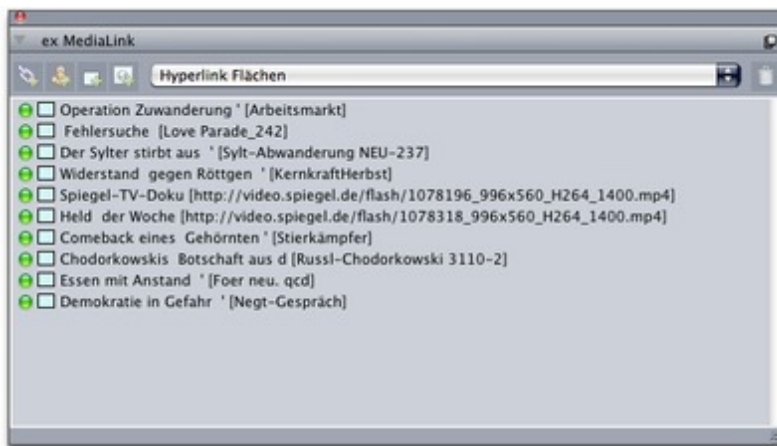 ex MediaLink
Hyperlink Flächen
Operation Zuwanderung ' [Arbeitsmarkt]
Fehlersuche [Love Parade_242]
Der Sylter stirbt aus ' [Sylt-Abwanderung NEU-237]
Widerstand gegen Röttgen ' [KernkraftHerbst]
Spiegel-TV-Doku [http://video.spiegel.de/flash/1078196_996x560_H264_1400.mp4]
Held der Woche [http://video.spiegel.de/flash/1078318_996x560_H264_1400.mp4]
Comeback eines Gehörnten ' [Stierkämpfer]
Chodorkowskis Botschaft aus d [Russl-Chodorkowski 3110-2]
Essen mit Anstand ' [Foer neu. qcd]
Demokratie in Gefahr ' [Negt-Gespräch]